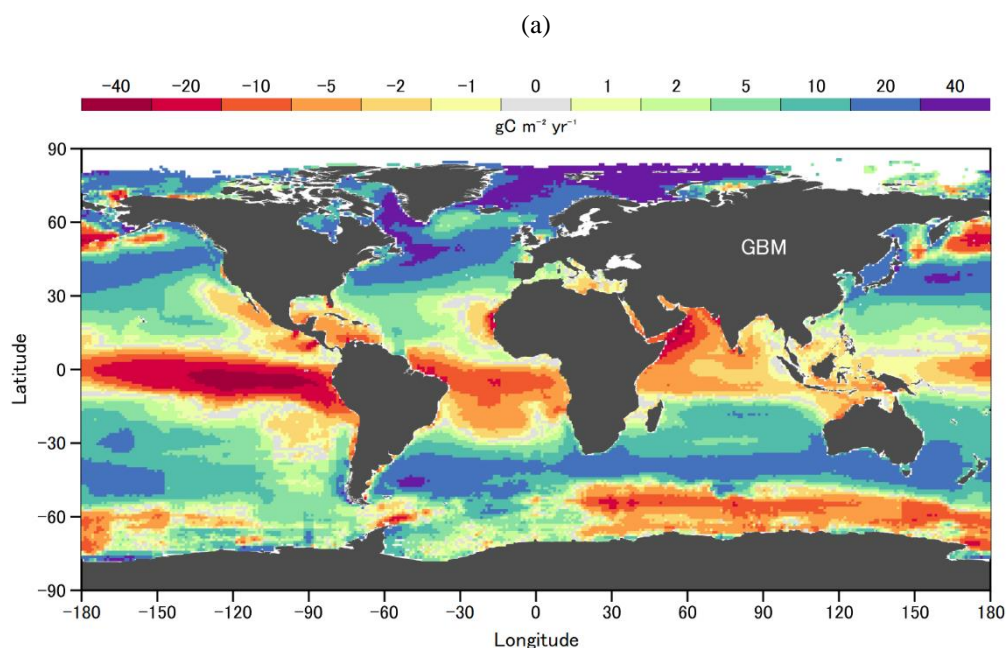 (a)
−40 −20 −10 −5 −2 −1 0 1 2 5 10 20 40
gC m⁻² yr⁻¹
90
60
GBM
30
0
Latitude
−30
−60
−90
−180 −150 −120 −90 −60 −30 0 30 60 90 120 150 180
Longitude